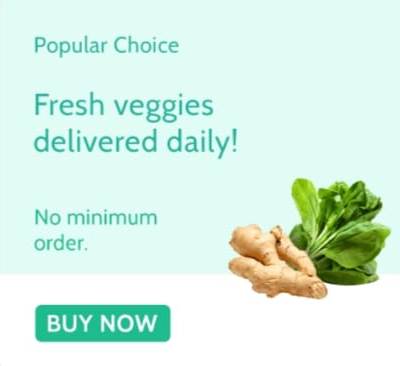 Popular Choice
Fresh veggies
delivered daily!
No minimum
order.
BUY NOW